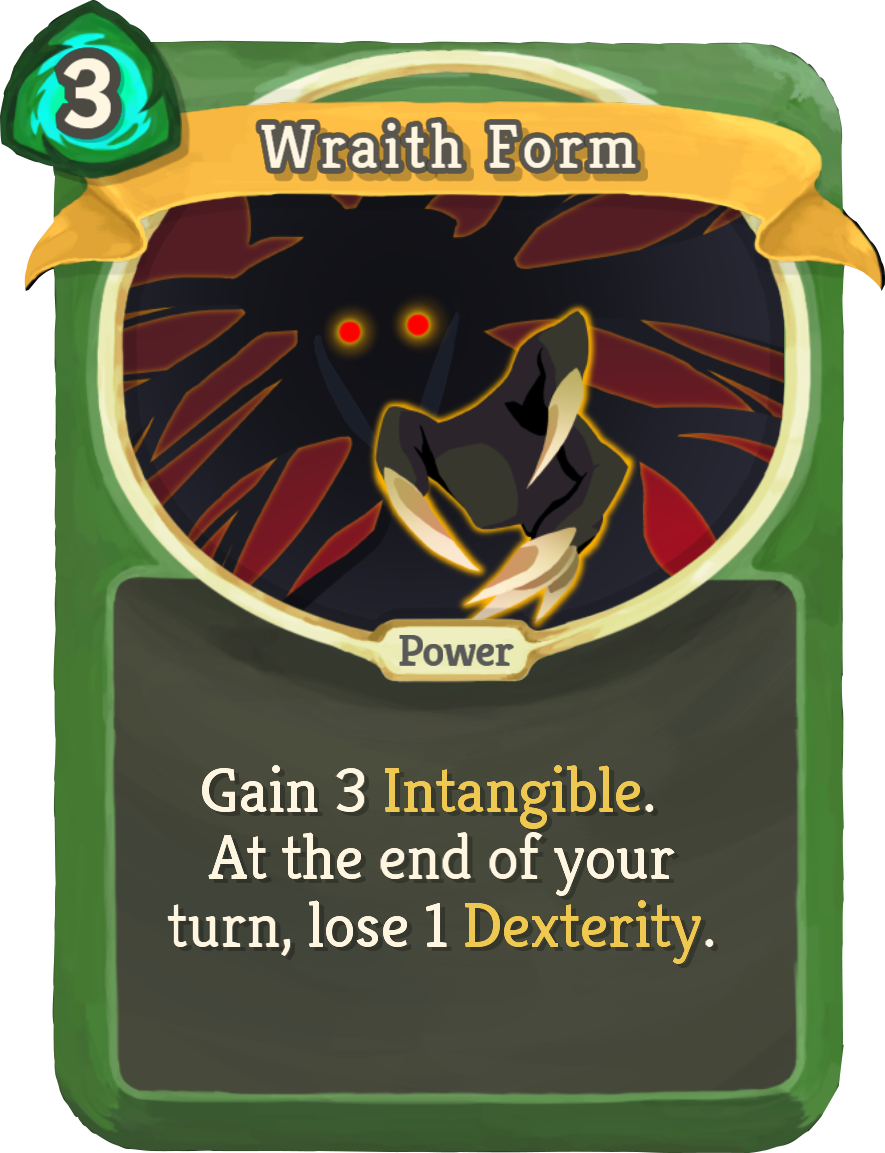 3
Wraith Form
Power
Gain 3 Intangible.
At the end of your
turn, lose 1 Dexterity.